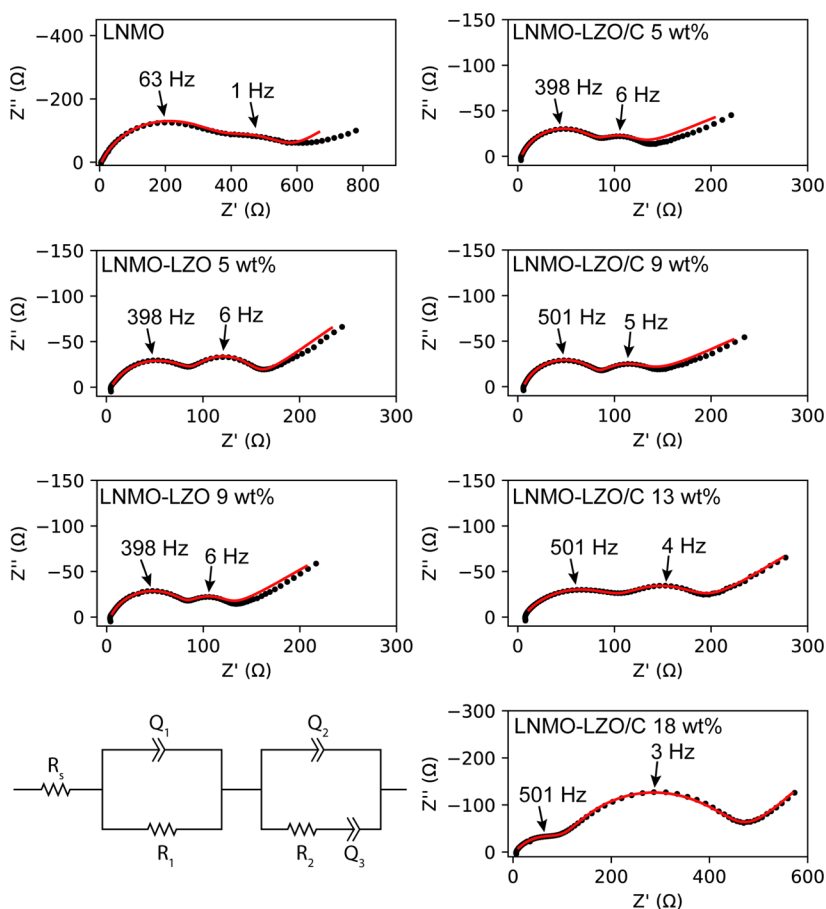 LNMO
63 Hz
1 Hz
−400
−200
0
Z'' (Ω)
0 200 400 600 800
Z' (Ω)
LNMO-LZO/C 5 wt%
398 Hz
6 Hz
−150
−100
−50
0
Z'' (Ω)
0 100 200 300
Z' (Ω)
LNMO-LZO 5 wt%
398 Hz
6 Hz
−150
−100
−50
0
Z'' (Ω)
0 100 200 300
Z' (Ω)
LNMO-LZO/C 9 wt%
501 Hz
5 Hz
−150
−100
−50
0
Z'' (Ω)
0 100 200 300
Z' (Ω)
LNMO-LZO 9 wt%
398 Hz
6 Hz
−150
−100
−50
0
Z'' (Ω)
0 100 200 300
Z' (Ω)
LNMO-LZO/C 13 wt%
501 Hz
4 Hz
−150
−100
−50
0
Z'' (Ω)
0 100 200 300
Z' (Ω)
Q1
Q2
Rs
R1
R2
Q3
LNMO-LZO/C 18 wt%
3 Hz
501 Hz
−300
−200
−100
0
Z'' (Ω)
0 200 400 600
Z' (Ω)